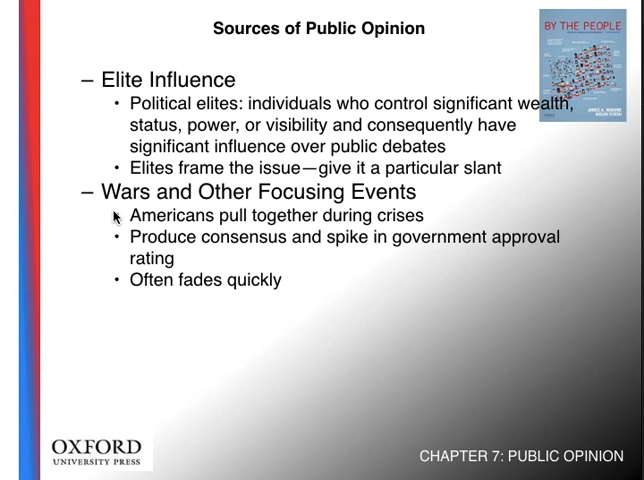 Sources of Public Opinion
BY THE PEOPLE
– Elite Influence
• Political elites: individuals who control significant wealth,
status, power, or visibility and consequently have
significant influence over public debates
• Elites frame the issue—give it a particular slant
– Wars and Other Focusing Events
Americans pull together during crises
• Produce consensus and spike in government approval
rating
• Often fades quickly
OXFORD
UNIVERSITY PRESS
CHAPTER 7: PUBLIC OPINION